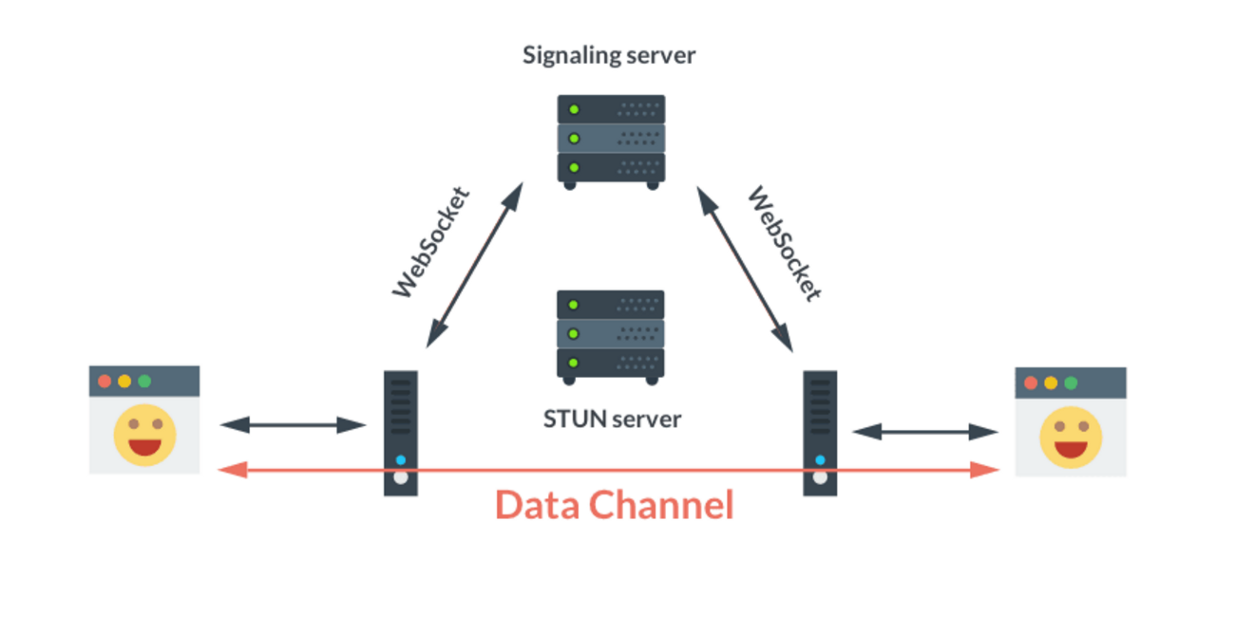 Signaling server
WebSocket
WebSocket
STUN server
Data Channel